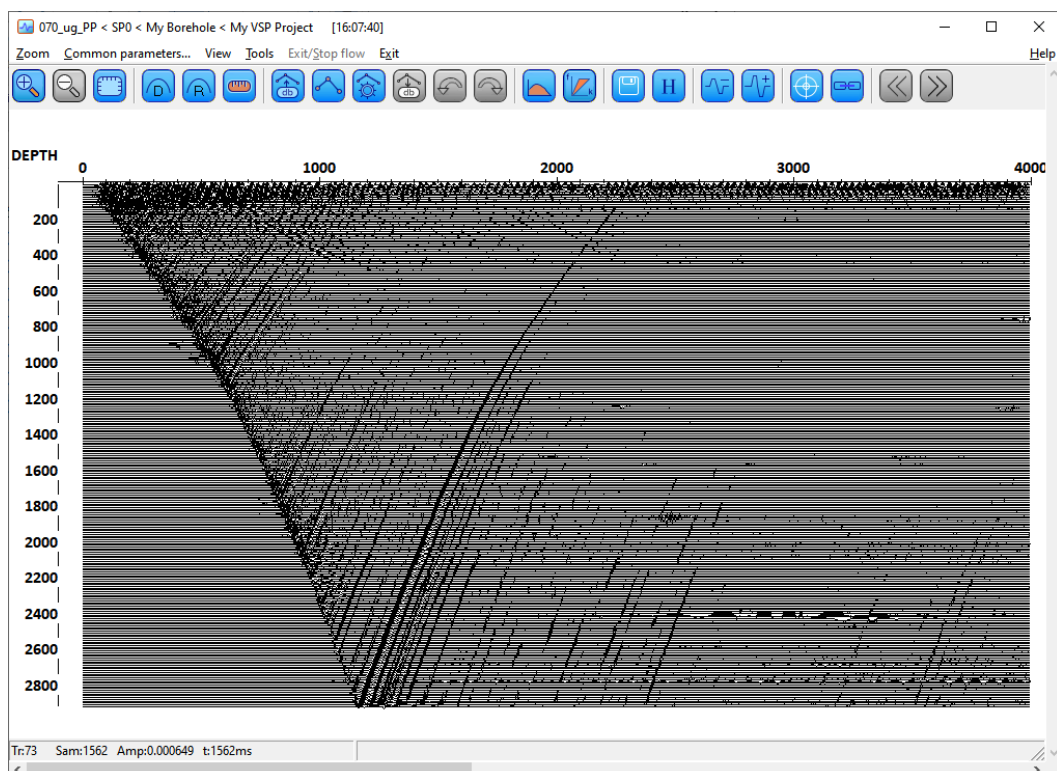 070_ug_PP < SP0 < My Borehole < My VSP Project [16:07:40]
Zoom Common parameters... View Tools Exit/Stop flow Exit Help
D R db db f k H
DEPTH
0 1000 2000 3000 4000
200
400
600
800
1000
1200
1400
1600
1800
2000
2200
2400
2600
2800
Tr:73 Sam:1562 Amp:0.000649 t:1562ms